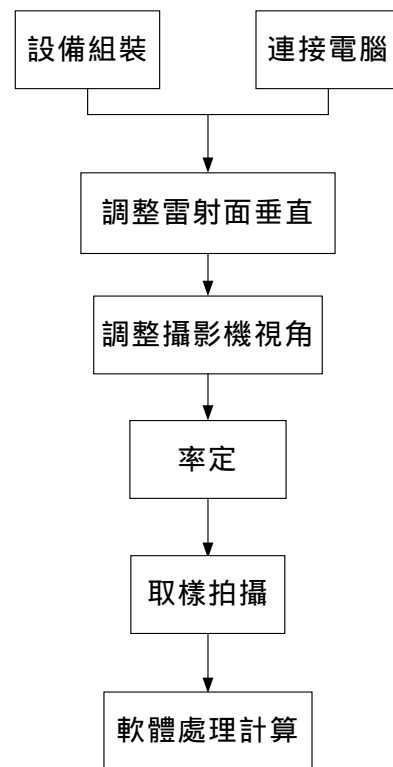 設備組裝
連接電腦
調整雷射面垂直
調整攝影機視角
率定
取樣拍攝
軟體處理計算